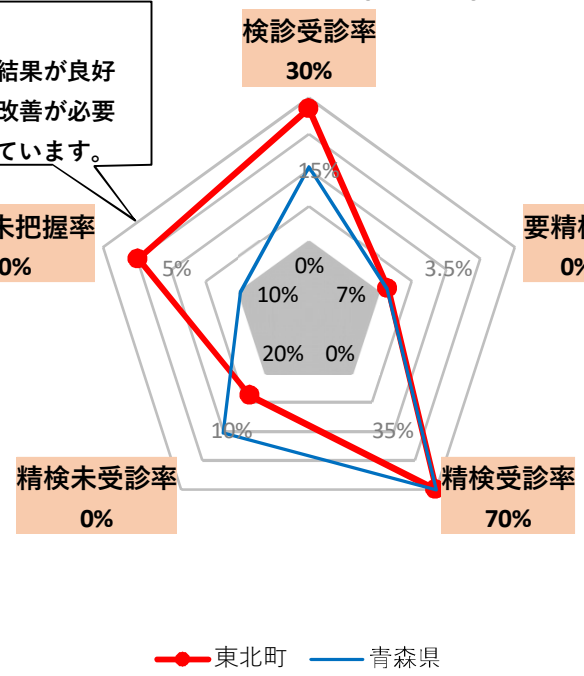 結果が良好
改善が必要
ています。
検診受診率
30%
未把握率
0%
要精検
0%
15%
5%
3.5%
0%
10%
7%
20%
0%
10%
35%
精検未受診率
0%
精検受診率
70%
東北町
青森県